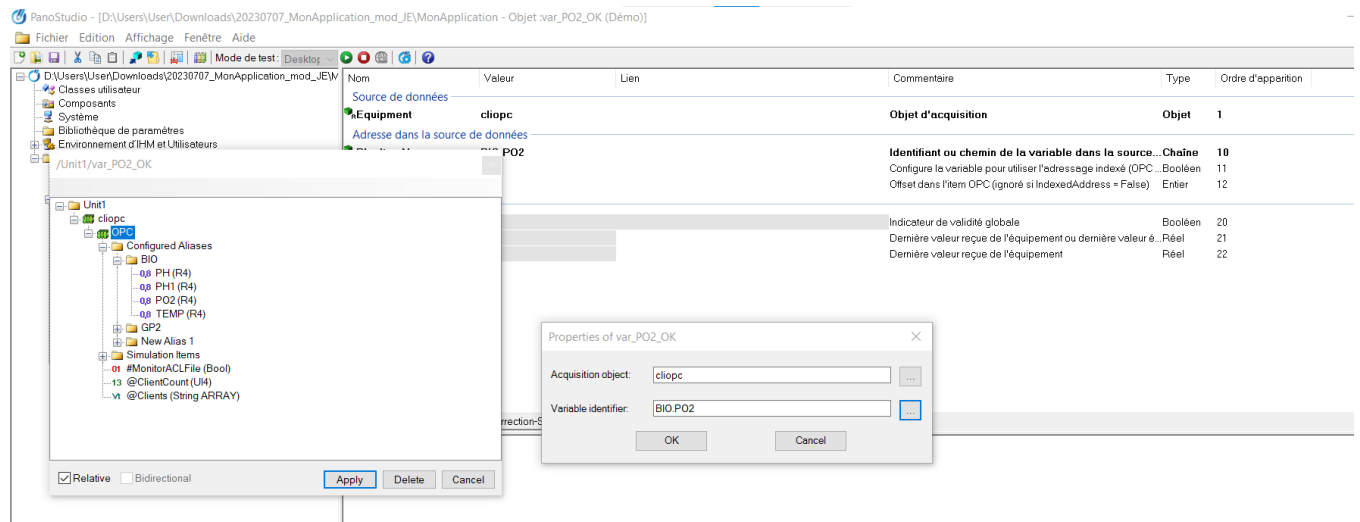 PanoStudio - [D:\Users\User\Downloads\20230707_MonApplication_mod_JE\MonApplication - Objet :var_PO2_OK (Démo)]
Fichier Edition Affichage Fenêtre Aide
Mode de test: Desktop
D:\Users\User\Downloads\20230707_MonApplication_mod_JE\M
Classes utilisateur
Composants
Système
Bibliothèque de paramètres
Environnement d'IHM et Utilisateurs
Nom Valeur Lien Commentaire Type Ordre d'apparition
Source de données
Equipment cliopc Objet d'acquisition Objet 1
Adresse dans la source de données
BIO.PO2 Identifiant ou chemin de la variable dans la source... Chaîne 10
Configure la variable pour utiliser l'adressage indexé (OPC ... Booléen 11
Offset dans l'item OPC (ignoré si IndexedAddress = False) Entier 12
Indicateur de validité globale Booléen 20
Dernière valeur reçue de l'équipement ou dernière valeur é... Réel 21
Dernière valeur reçue de l'équipement Réel 22
/Unit1/var_PO2_OK
Unit1
cliopc
OPC
Configured Aliases
BIO
PH (R4)
PH1 (R4)
PO2 (R4)
TEMP (R4)
GP2
New Alias 1
Simulation Items
#MonitorACLFile (Bool)
@ClientCount (UI4)
@Clients (String ARRAY)
Relative Bidirectional Apply Delete Cancel
rrection-S
Properties of var_PO2_OK
Acquisition object: cliopc ...
Variable identifier: BIO.PO2 ...
OK Cancel